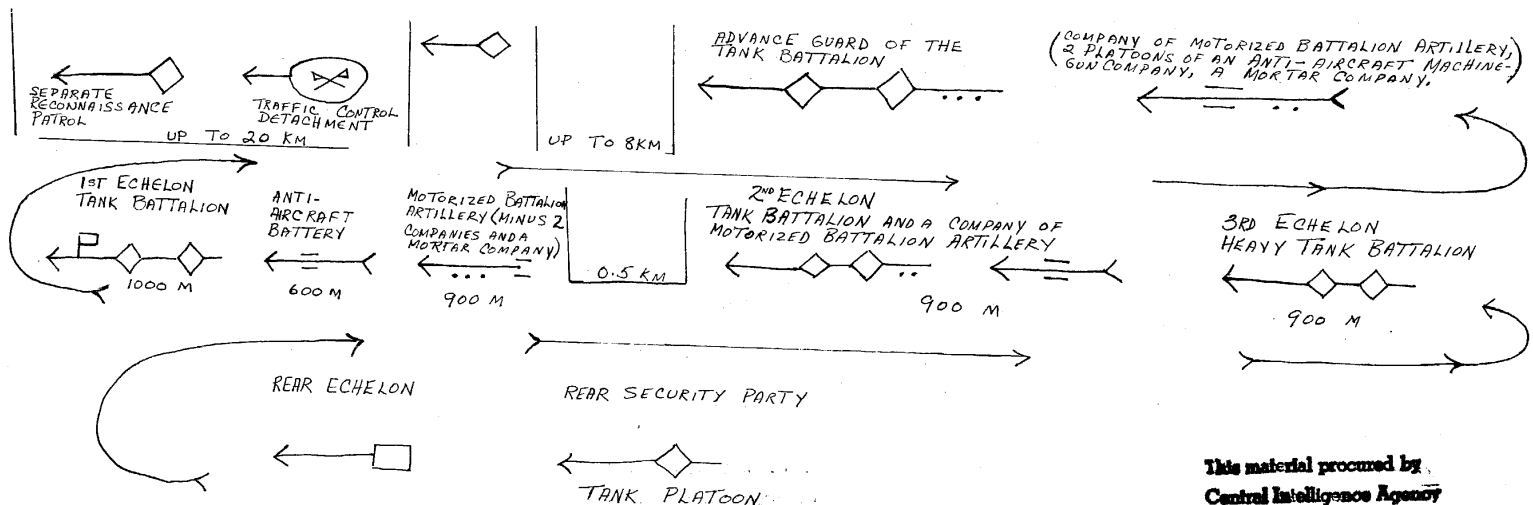 SEPARATE
RECONNAISSANCE
PATROL
TRAFFIC CONTROL
DETACHMENT
UP TO 20 KM
UP TO 8KM
ADVANCE GUARD OF THE
TANK BATTALION
(COMPANY OF MOTORIZED BATTALION ARTILLERY,
2 PLATOONS OF AN ANTI-AIRCRAFT MACHINE-
GUN COMPANY, A MORTAR COMPANY.)
1ST ECHELON
TANK BATTALION
1000 M
ANTI-
AIRCRAFT
BATTERY
600 M
MOTORIZED BATTALION
ARTILLERY (MINUS 2
COMPANIES AND A
MORTAR COMPANY)
900 M
0.5 KM
2ND ECHELON
TANK BATTALION AND A COMPANY OF
MOTORIZED BATTALION ARTILLERY
900 M
3RD ECHELON
HEAVY TANK BATTALION
900 M
REAR ECHELON
REAR SECURITY PARTY
TANK PLATOON
This material procured by
Central Intelligence Agency